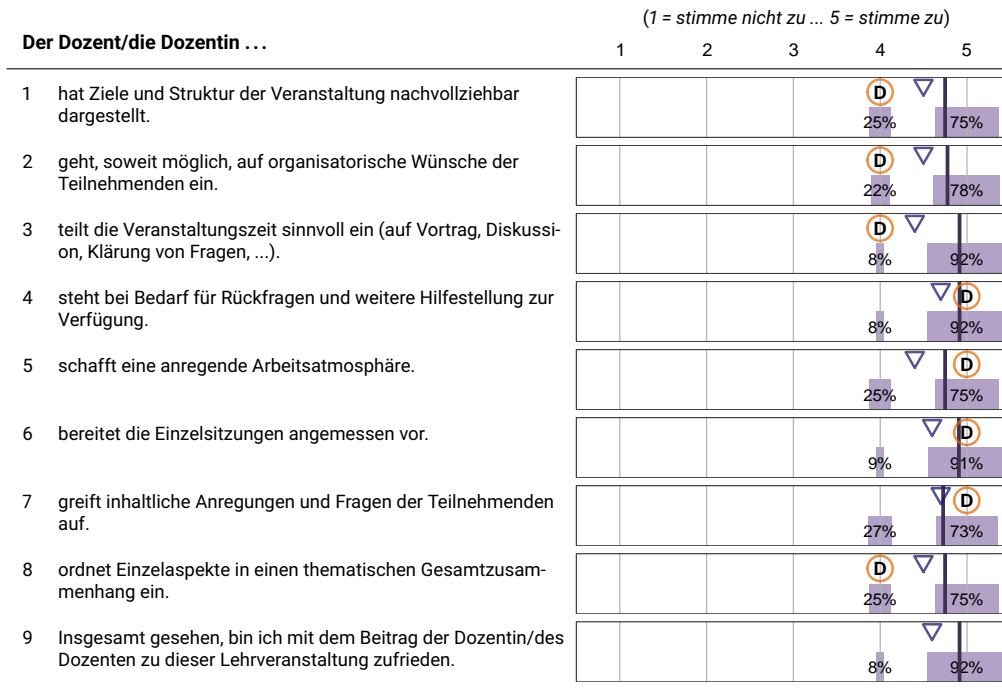 (1 = stimme nicht zu ... 5 = stimme zu)
Der Dozent/die Dozentin ...
1 2 3 4 5
1 hat Ziele und Struktur der Veranstaltung nachvollziehbar
dargestellt.
D
25% 75%
2 geht, soweit möglich, auf organisatorische Wünsche der
Teilnehmenden ein.
D
22% 78%
3 teilt die Veranstaltungszeit sinnvoll ein (auf Vortrag, Diskussi-
on, Klärung von Fragen, ...).
D
8% 92%
4 steht bei Bedarf für Rückfragen und weitere Hilfestellung zur
Verfügung.
D
8% 92%
5 schafft eine anregende Arbeitsatmosphäre.
D
25% 75%
6 bereitet die Einzelsitzungen angemessen vor.
D
9% 91%
7 greift inhaltliche Anregungen und Fragen der Teilnehmenden
auf.
D
27% 73%
8 ordnet Einzelaspekte in einen thematischen Gesamtzusam-
menhang ein.
D
25% 75%
9 Insgesamt gesehen, bin ich mit dem Beitrag der Dozentin/des
Dozenten zu dieser Lehrveranstaltung zufrieden.
8% 92%